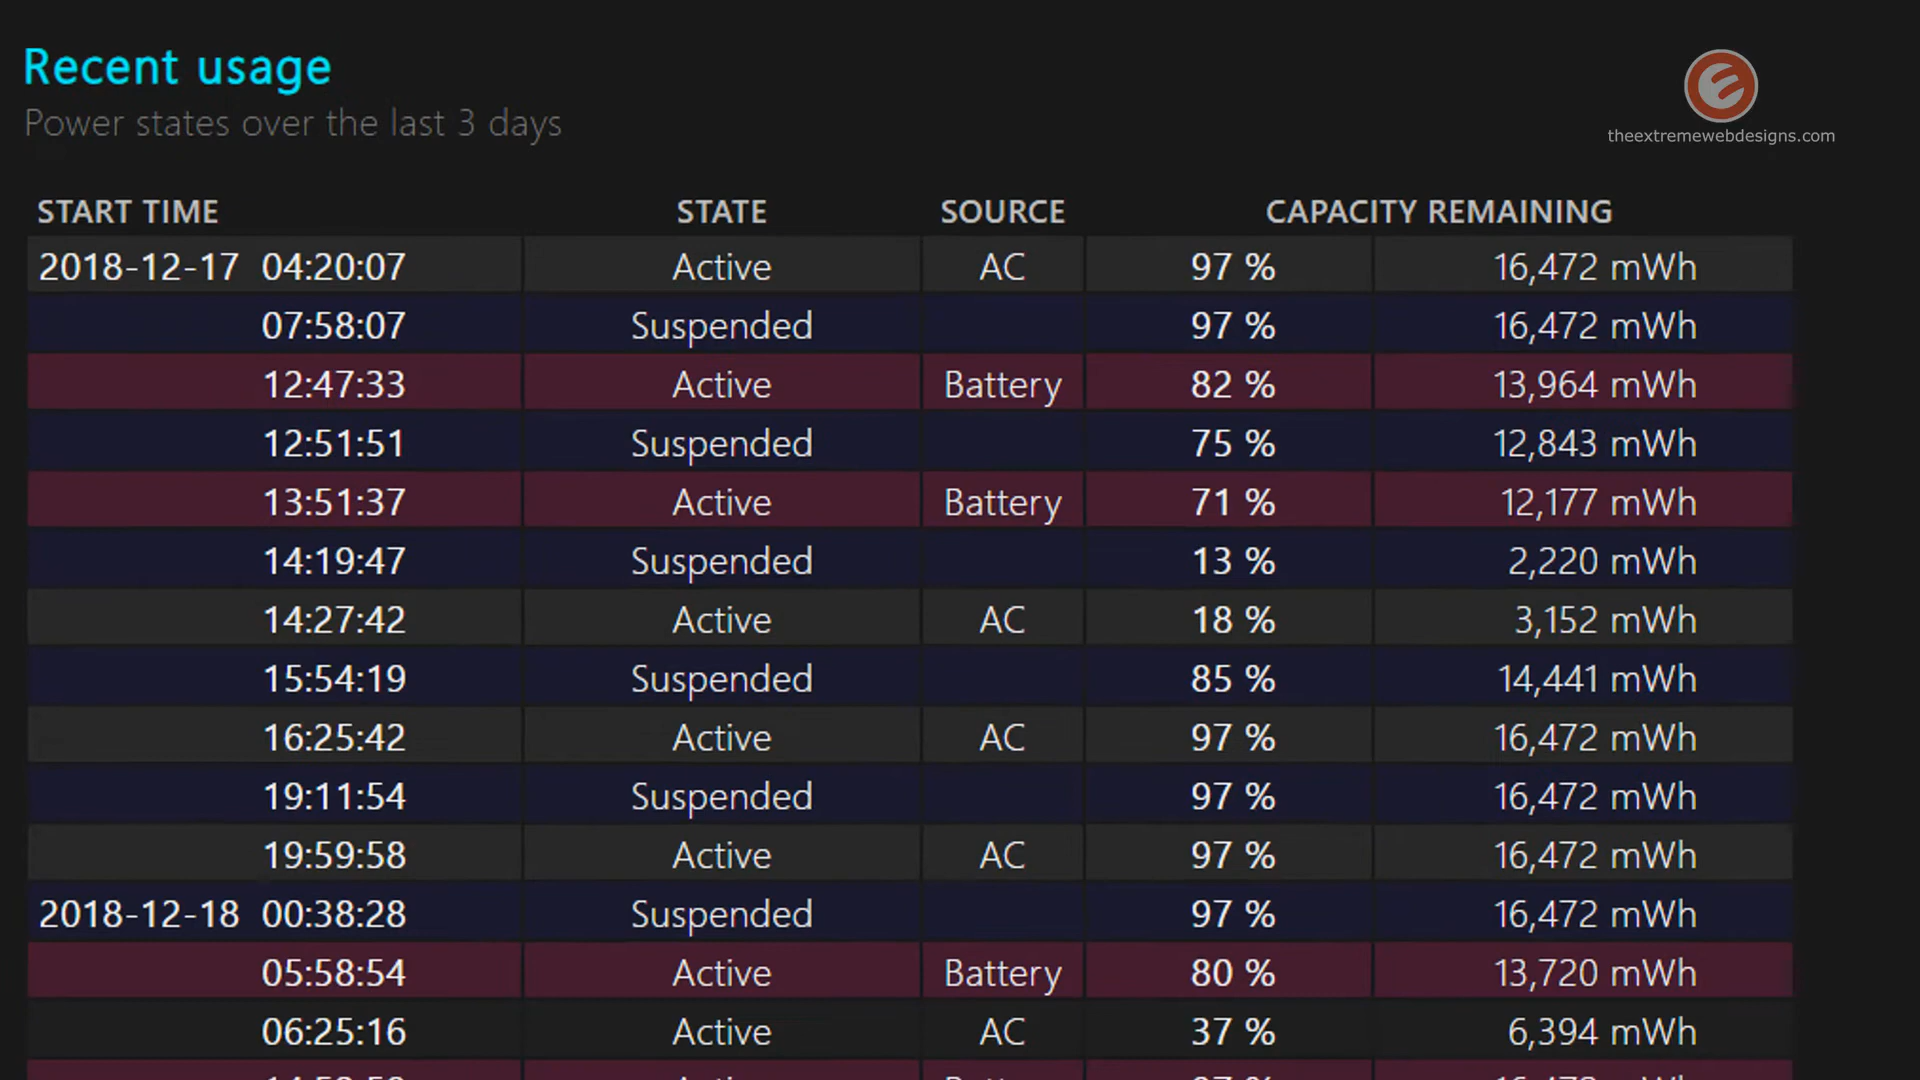 Recent usage
Power states over the last 3 days
theextremewebdesigns.com
START TIME STATE SOURCE CAPACITY REMAINING
2018-12-17 04:20:07 Active AC 97 % 16,472 mWh
07:58:07 Suspended 97 % 16,472 mWh
12:47:33 Active Battery 82 % 13,964 mWh
12:51:51 Suspended 75 % 12,843 mWh
13:51:37 Active Battery 71 % 12,177 mWh
14:19:47 Suspended 13 % 2,220 mWh
14:27:42 Active AC 18 % 3,152 mWh
15:54:19 Suspended 85 % 14,441 mWh
16:25:42 Active AC 97 % 16,472 mWh
19:11:54 Suspended 97 % 16,472 mWh
19:59:58 Active AC 97 % 16,472 mWh
2018-12-18 00:38:28 Suspended 97 % 16,472 mWh
05:58:54 Active Battery 80 % 13,720 mWh
06:25:16 Active AC 37 % 6,394 mWh